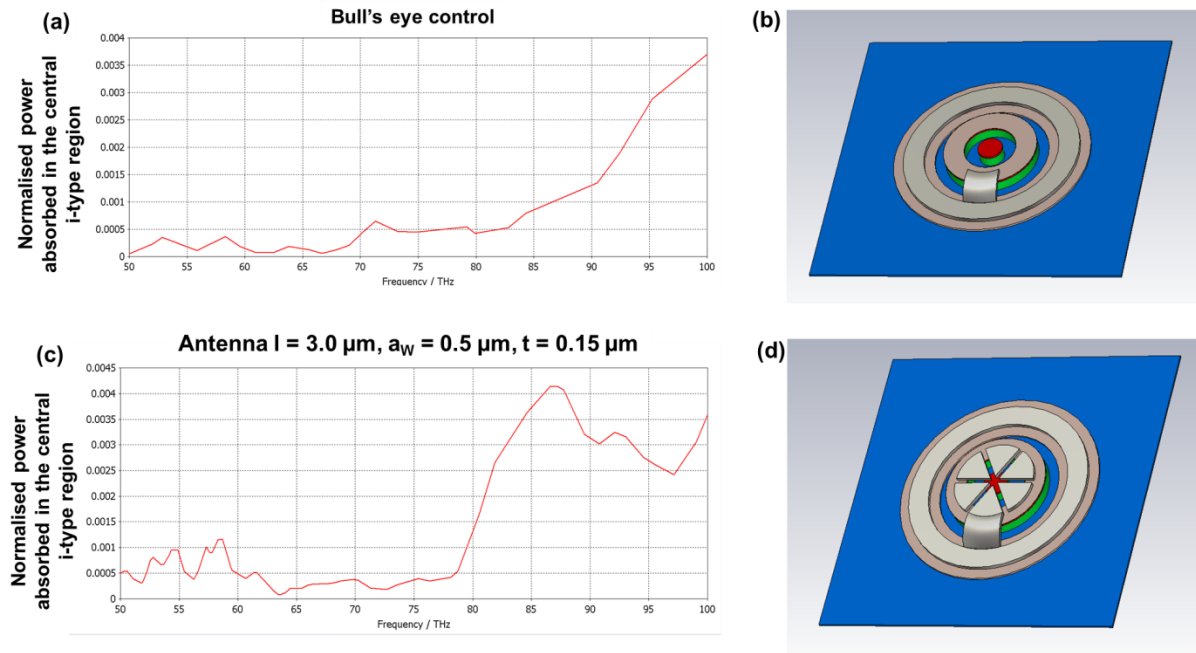 (a)
Bull's eye control
(b)
Normalised power
absorbed in the central
i-type region
0.004
0.0035
0.003
0.0025
0.002
0.0015
0.001
0.0005
0
50 55 60 65 70 75 80 85 90 95 100
Frequency / THz
(c)
Antenna l = 3.0 µm, aW = 0.5 µm, t = 0.15 µm
(d)
Normalised power
absorbed in the central
i-type region
0.0045
0.004
0.0035
0.003
0.0025
0.002
0.0015
0.001
0.0005
0
50 55 60 65 70 75 80 85 90 95 100
Frequency / THz